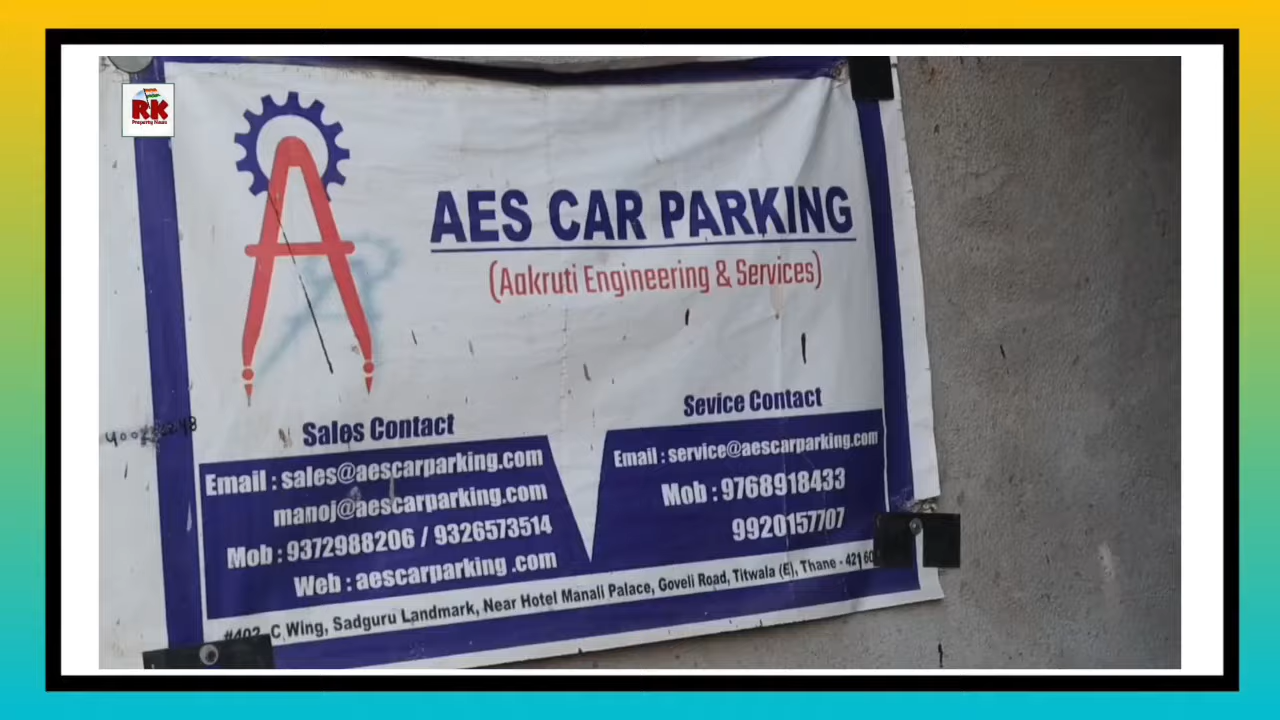 RK
Property News
AES CAR PARKING
(Aakruti Engineering & Services)
Sales Contact
Email : sales@aescarparking.com
manoj@aescarparking.com
Mob : 9372988206 / 9326573514
Web : aescarparking .com
Sevice Contact
Email : service@aescarparking.com
Mob : 9768918433
9920157707
C Wing, Sadguru Landmark, Near Hotel Manali Palace, Goveli Road, Titwala (E), Thane -